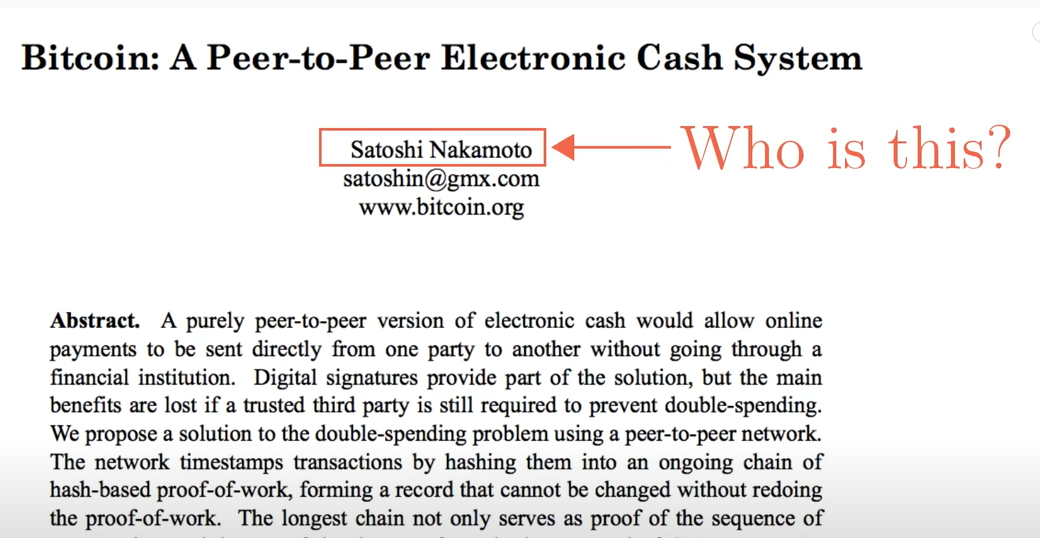 Bitcoin: A Peer-to-Peer Electronic Cash System
Satoshi Nakamoto
Who is this?
satoshin@gmx.com
www.bitcoin.org
Abstract. A purely peer-to-peer version of electronic cash would allow online
payments to be sent directly from one party to another without going through a
financial institution. Digital signatures provide part of the solution, but the main
benefits are lost if a trusted third party is still required to prevent double-spending.
We propose a solution to the double-spending problem using a peer-to-peer network.
The network timestamps transactions by hashing them into an ongoing chain of
hash-based proof-of-work, forming a record that cannot be changed without redoing
the proof-of-work. The longest chain not only serves as proof of the sequence of